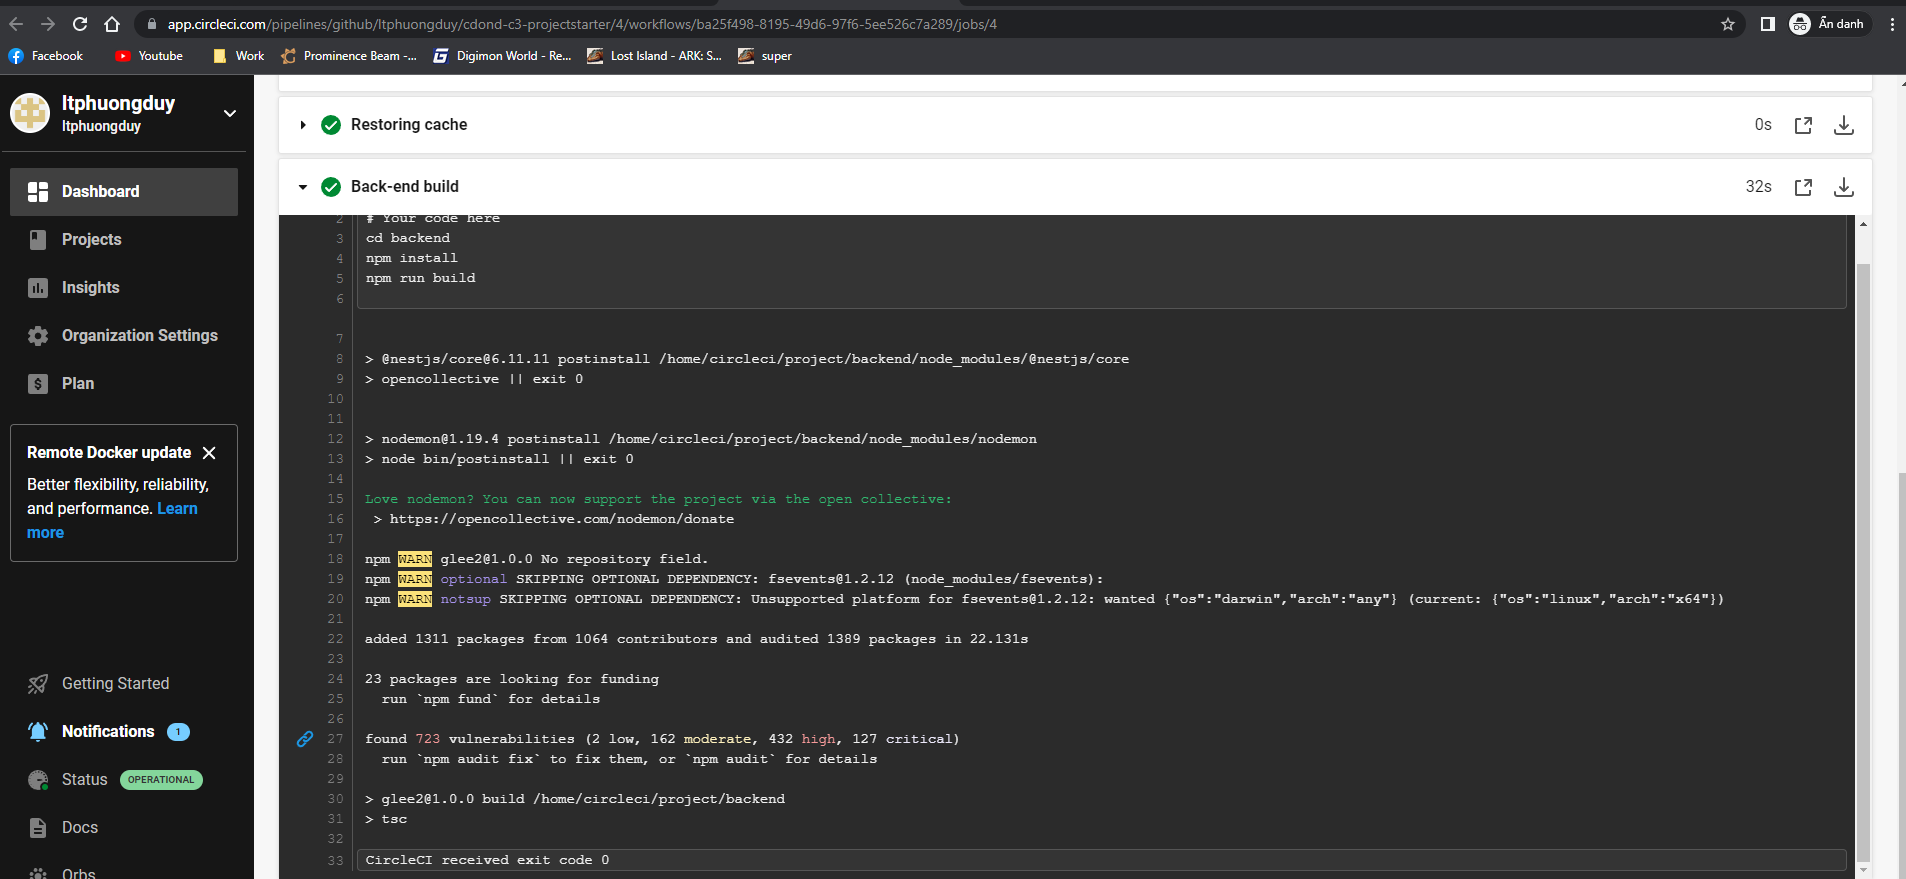 app.circleci.com/pipelines/github/ltphuongduy/cdond-c3-projectstarter/4/workflows/ba25f498-8195-49d6-97f6-5ee526c7a289/jobs/4
Ẩn danh
Facebook
Youtube
Work
Prominence Beam -...
Digimon World - Re...
Lost Island - ARK: S...
super
ltphuongduy
ltphuongduy
Dashboard
Projects
Insights
Organization Settings
Plan
Remote Docker update
Better flexibility, reliability,
and performance. Learn
more
Getting Started
Notifications 1
Status OPERATIONAL
Docs
Orbs
Restoring cache 0s
Back-end build 32s
2 # Your code here
3 cd backend
4 npm install
5 npm run build
6
7
8 > @nestjs/core@6.11.11 postinstall /home/circleci/project/backend/node_modules/@nestjs/core
9 > opencollective || exit 0
10
11
12 > nodemon@1.19.4 postinstall /home/circleci/project/backend/node_modules/nodemon
13 > node bin/postinstall || exit 0
14
15 Love nodemon? You can now support the project via the open collective:
16 > https://opencollective.com/nodemon/donate
17
18 npm WARN glee2@1.0.0 No repository field.
19 npm WARN optional SKIPPING OPTIONAL DEPENDENCY: fsevents@1.2.12 (node_modules/fsevents):
20 npm WARN notsup SKIPPING OPTIONAL DEPENDENCY: Unsupported platform for fsevents@1.2.12: wanted {"os":"darwin","arch":"any"} (current: {"os":"linux","arch":"x64"})
21
22 added 1311 packages from 1064 contributors and audited 1389 packages in 22.131s
23
24 23 packages are looking for funding
25 run `npm fund` for details
26
27 found 723 vulnerabilities (2 low, 162 moderate, 432 high, 127 critical)
28 run `npm audit fix` to fix them, or `npm audit` for details
29
30 > glee2@1.0.0 build /home/circleci/project/backend
31 > tsc
32
33 CircleCI received exit code 0